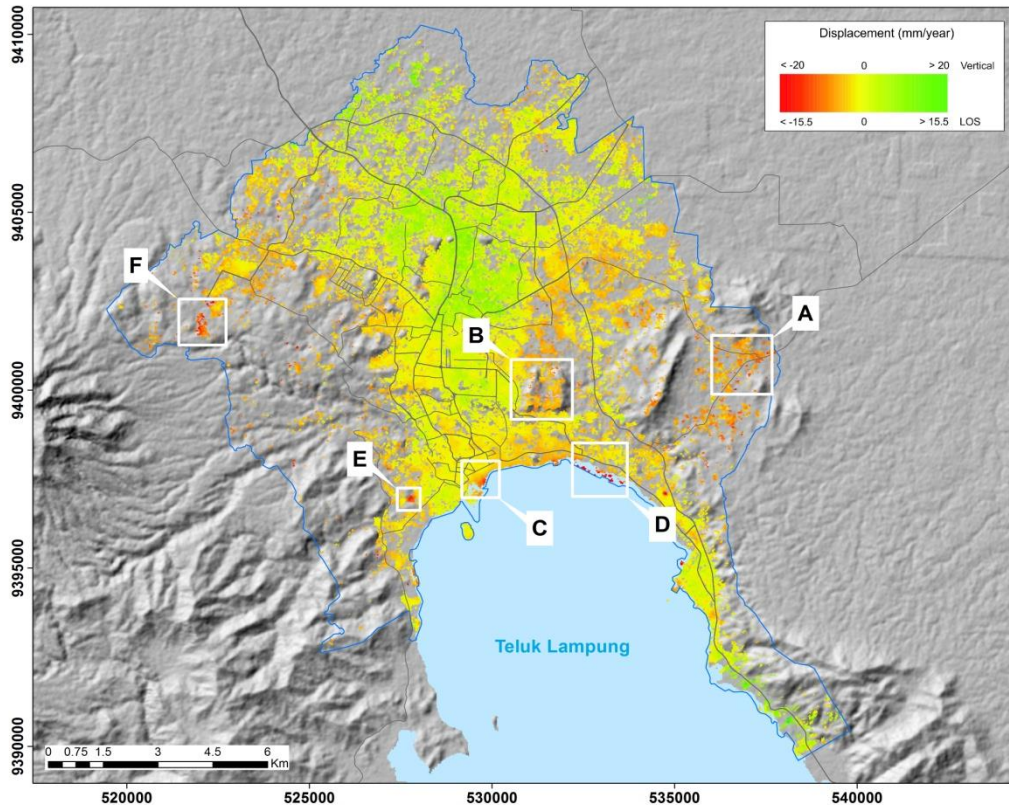 Displacement (mm/year)
< -20 0 > 20 Vertical
< -15.5 0 > 15.5 LOS
9410000
9405000
9400000
9395000
9390000
F
A
B
E
C
D
Teluk Lampung
0 0.75 1.5 3 4.5 6
Km
520000 525000 530000 535000 540000